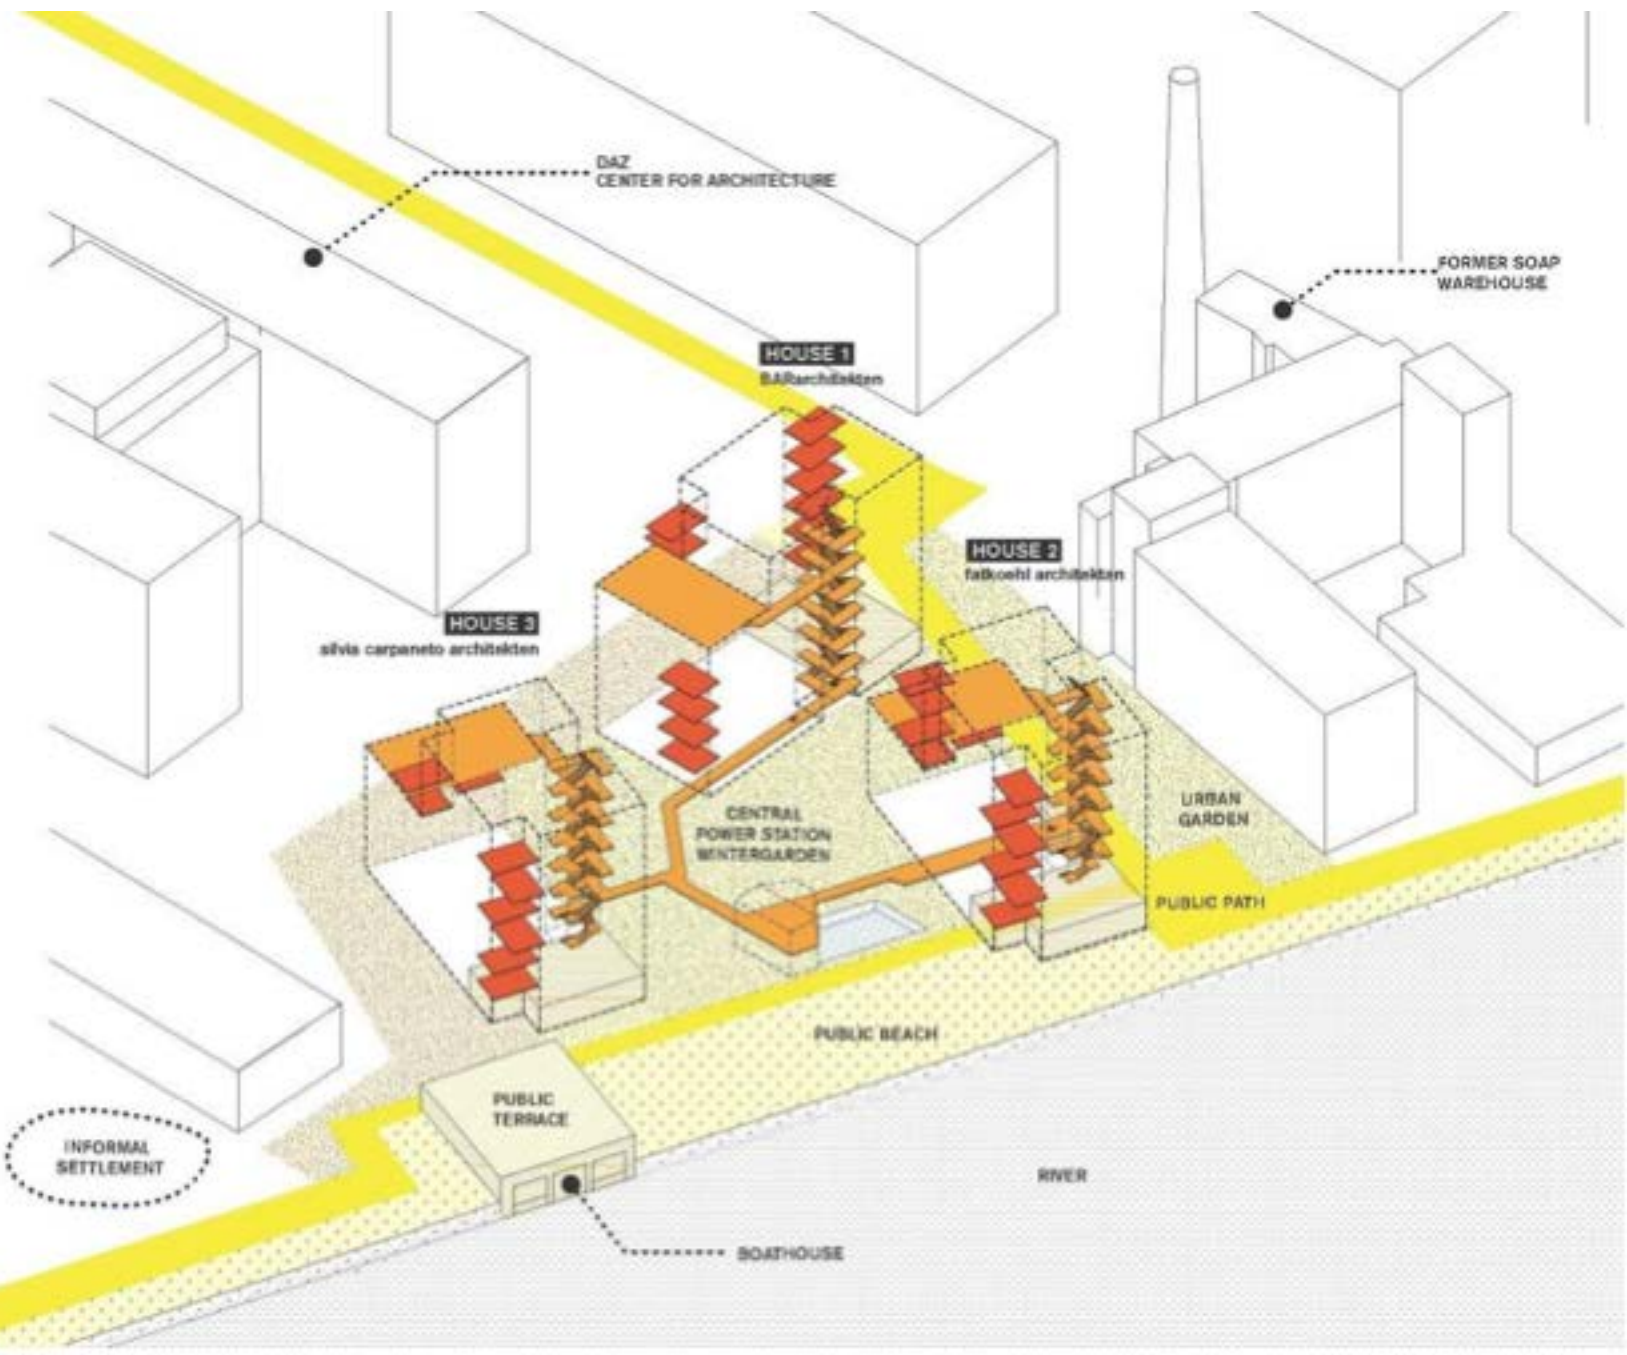 DAZ
CENTER FOR ARCHITECTURE
FORMER SOAP
WAREHOUSE
HOUSE 1
BARarchitekten
HOUSE 2
fatkoehl architekten
HOUSE 3
silvia carpaneto architekten
CENTRAL
POWER STATION
WINTERGARDEN
URBAN
GARDEN
PUBLIC PATH
PUBLIC BEACH
PUBLIC
TERRACE
INFORMAL
SETTLEMENT
RIVER
BOATHOUSE